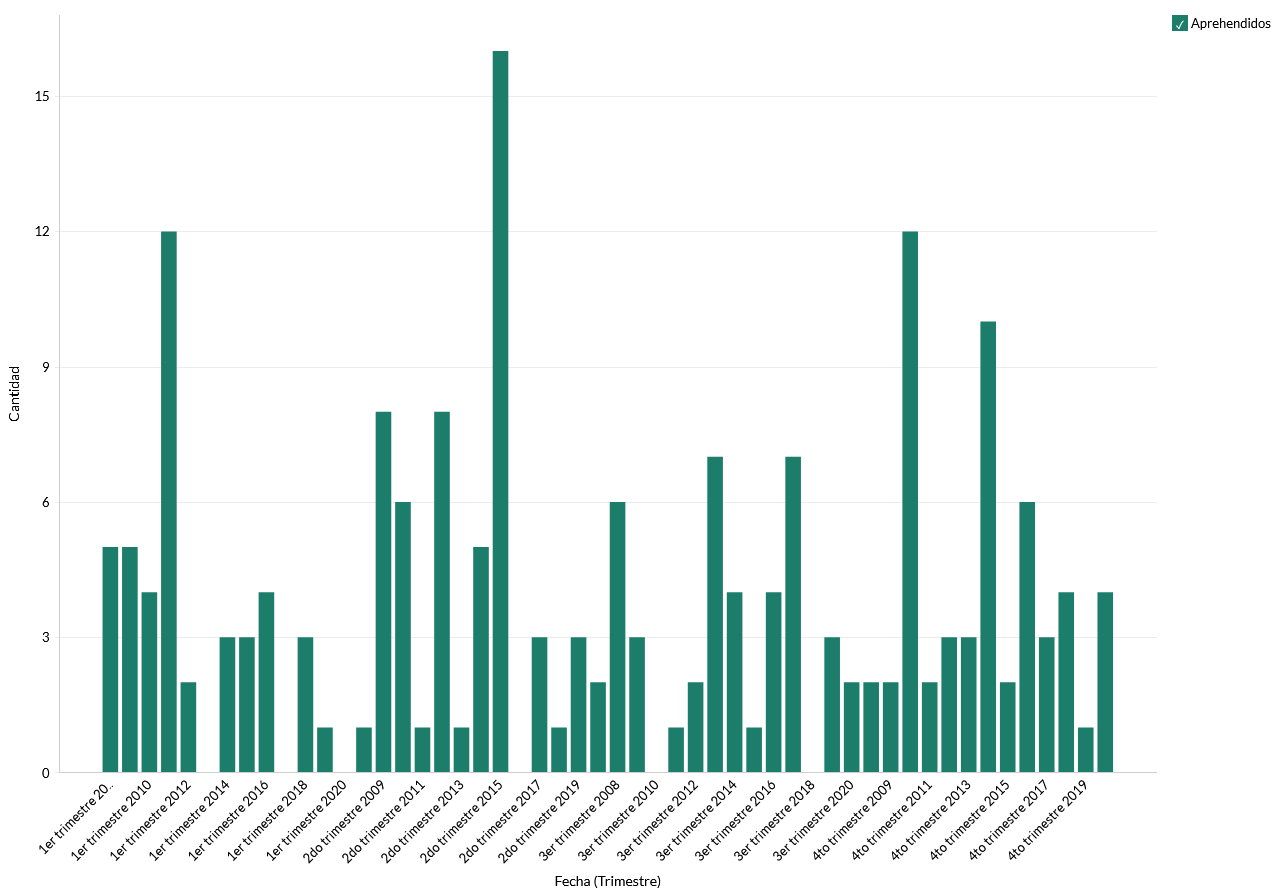 Aprehendidos
Cantidad
15
12
9
6
3
0
1er trimestre 20..
1er trimestre 2010
1er trimestre 2012
1er trimestre 2014
1er trimestre 2016
1er trimestre 2018
1er trimestre 2020
2do trimestre 2009
2do trimestre 2011
2do trimestre 2013
2do trimestre 2015
2do trimestre 2017
2do trimestre 2019
3er trimestre 2008
3er trimestre 2010
3er trimestre 2012
3er trimestre 2014
3er trimestre 2016
3er trimestre 2018
3er trimestre 2020
4to trimestre 2009
4to trimestre 2011
4to trimestre 2013
4to trimestre 2015
4to trimestre 2017
4to trimestre 2019
Fecha (Trimestre)